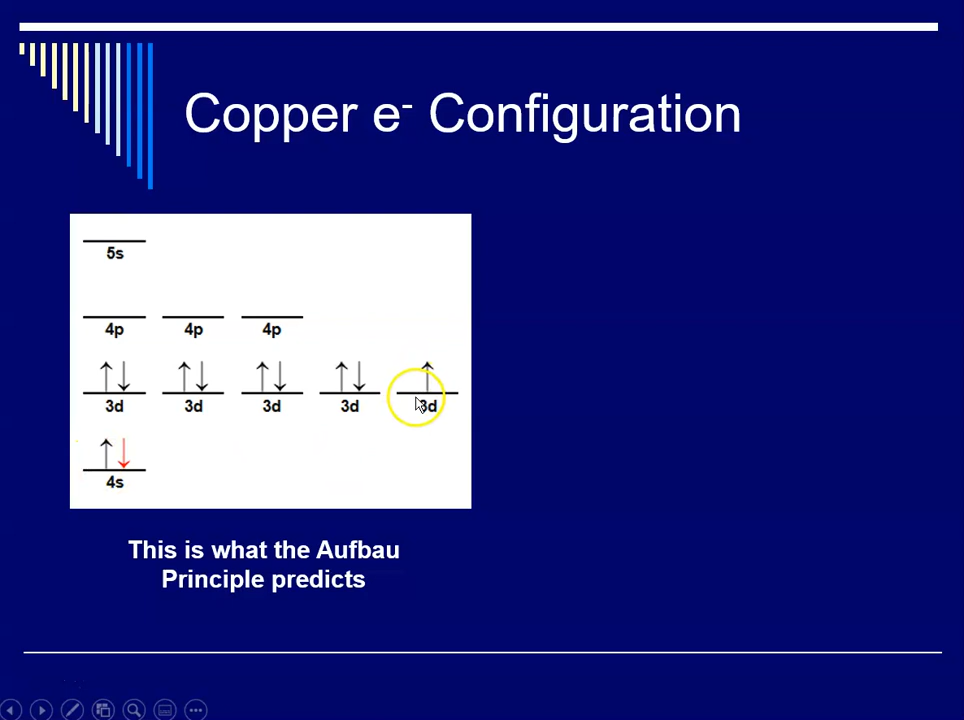 Copper e- Configuration
5s
4p 4p 4p
3d 3d 3d 3d 3d
4s
This is what the Aufbau
Principle predicts